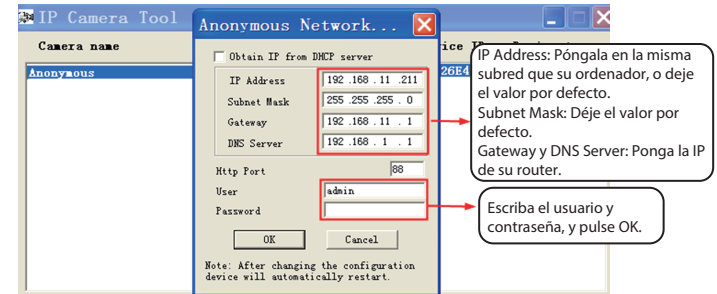 IP Camera Tool
Anonymous Network...
Camera name
Anonymous
Obtain IP from DHCP server
IP Address 192 .168 . 11 .211
Subnet Mask 255 .255 .255 . 0
Gateway 192 .168 . 11 . 1
DNS Server 192 .168 . 1 . 1
Http Port 88
User admin
Password
OK Cancel
Note: After changing the configuration
device will automatically restart.
26E4
IP Address: Póngala en la misma
subred que su ordenador, o deje
el valor por defecto.
Subnet Mask: Déje el valor por
defecto.
Gateway y DNS Server: Ponga la IP
de su router.
Escriba el usuario y
contraseña, y pulse OK.